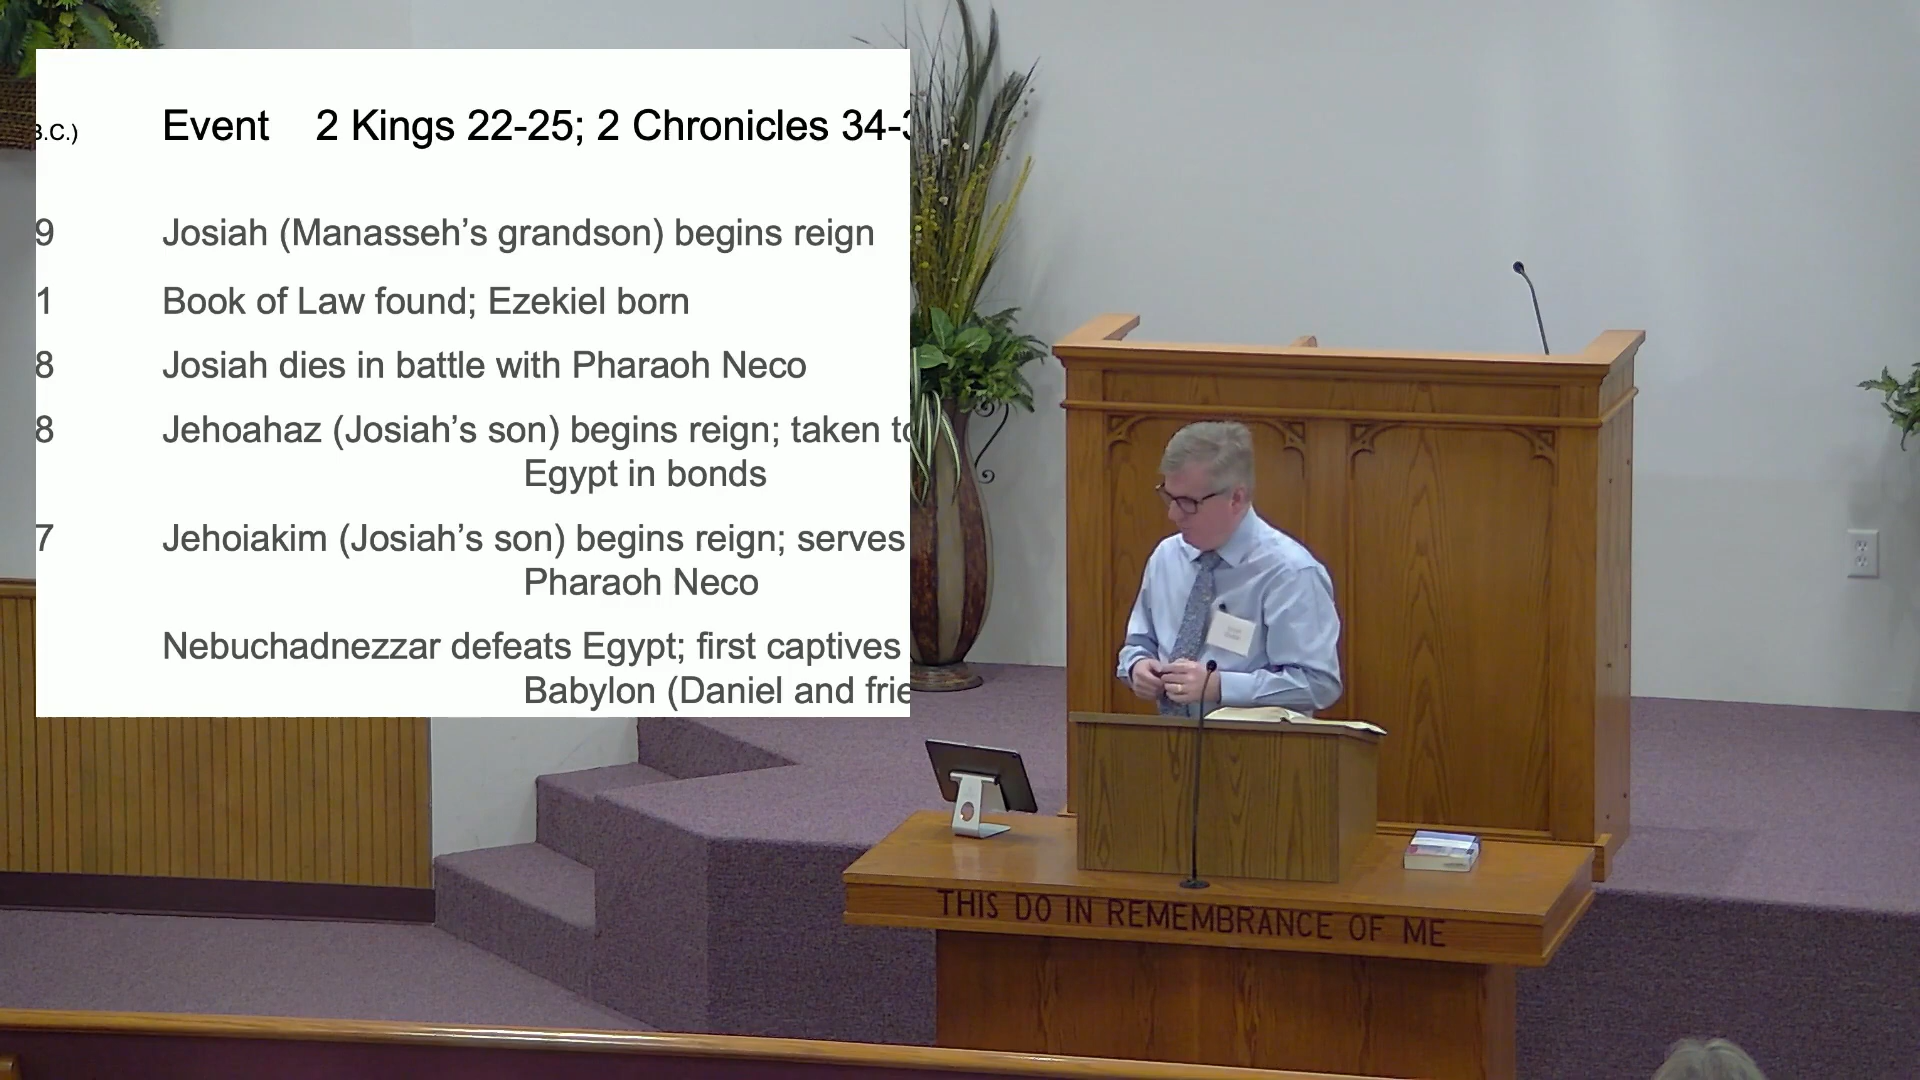 B.C.) Event 2 Kings 22-25; 2 Chronicles 34-3
9 Josiah (Manasseh's grandson) begins reign
1 Book of Law found; Ezekiel born
8 Josiah dies in battle with Pharaoh Neco
8 Jehoahaz (Josiah's son) begins reign; taken to
Egypt in bonds
7 Jehoiakim (Josiah's son) begins reign; serves
Pharaoh Neco
Nebuchadnezzar defeats Egypt; first captives
Babylon (Daniel and frie
THIS DO IN REMEMBRANCE OF ME